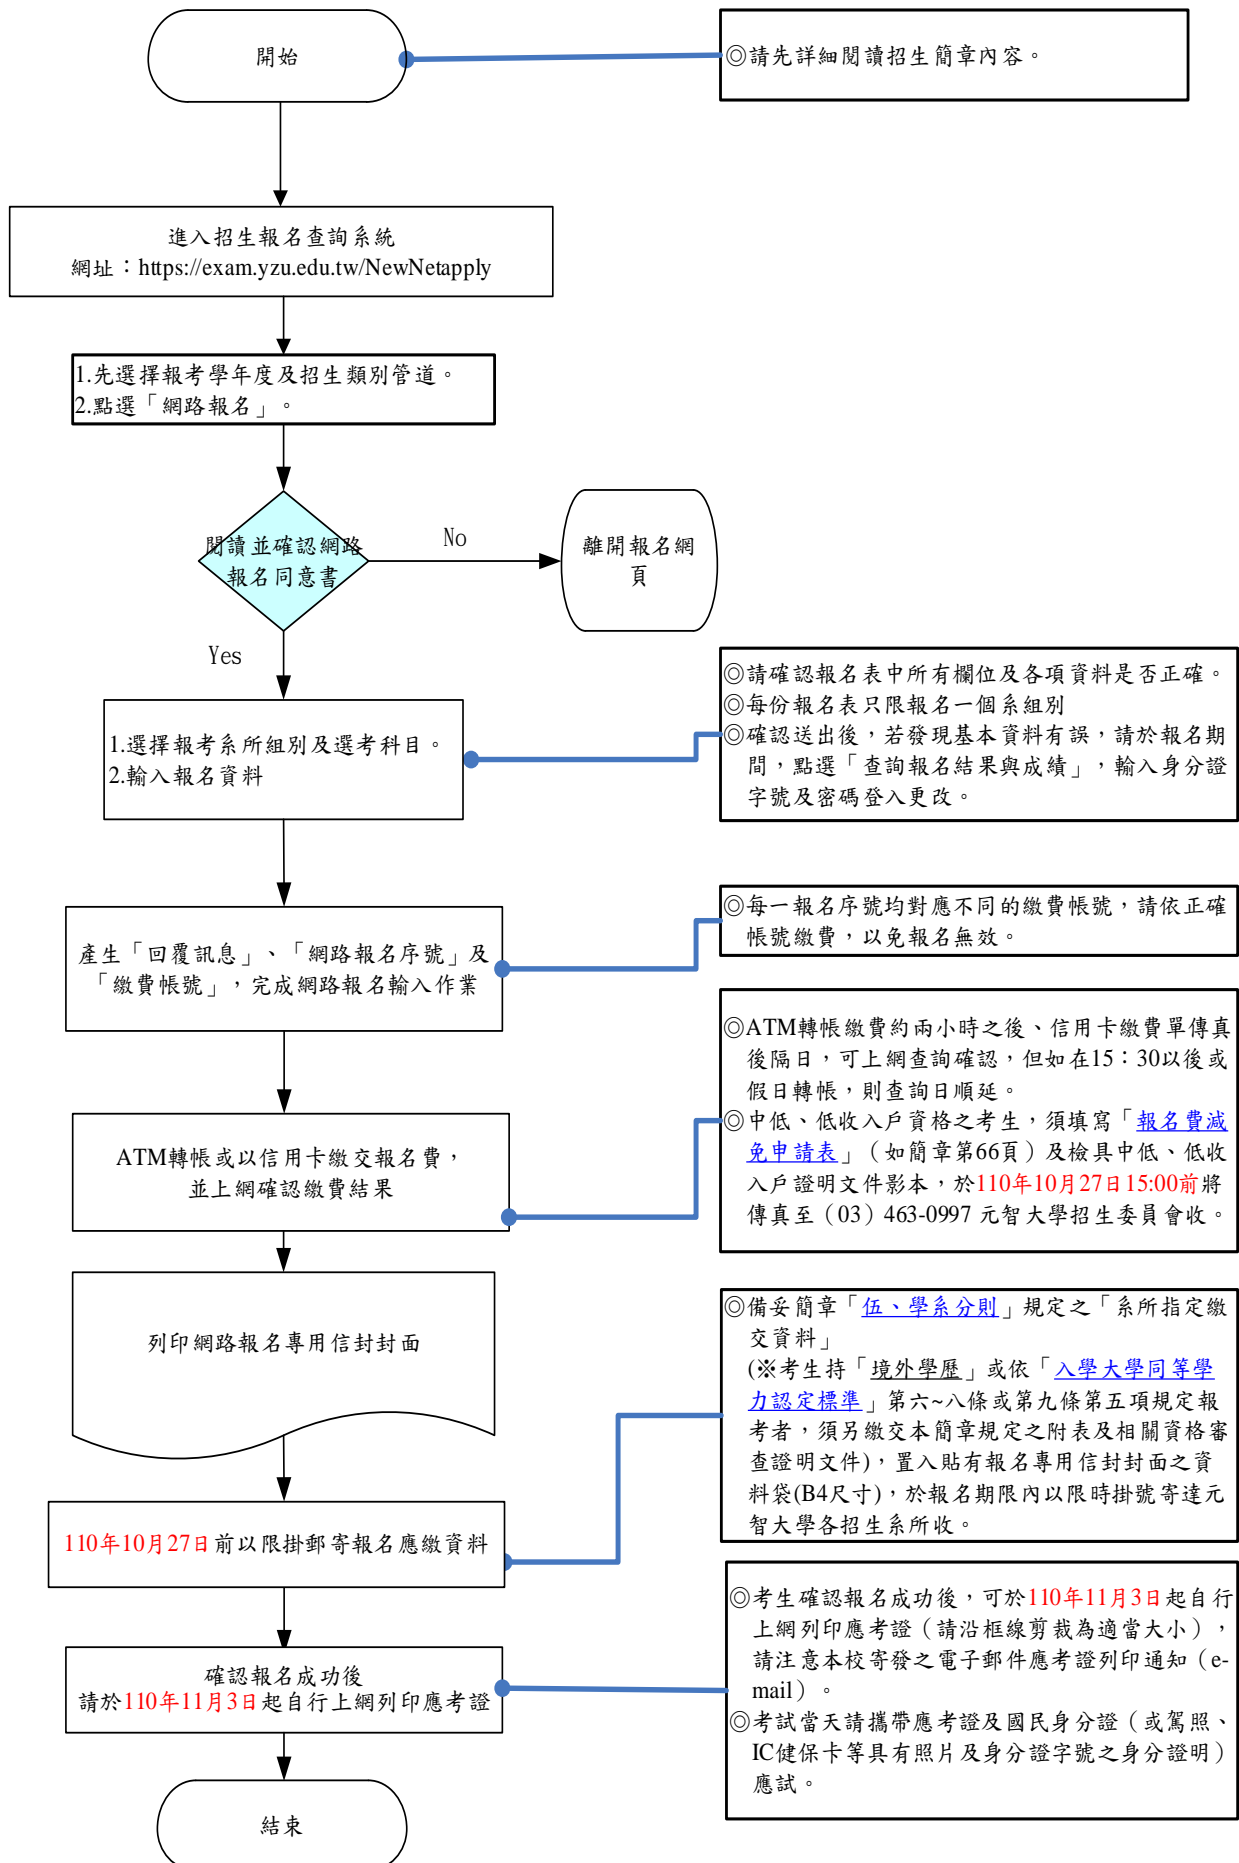 開始
◎請先詳細閱讀招生簡章內容。
進入招生報名查詢系統
網址：https://exam.yzu.edu.tw/NewNetapply
1.先選擇報考學年度及招生類別管道。
2.點選「網路報名」。
閱讀並確認網路
報名同意書
No
離開報名網
頁
Yes
1.選擇報考系所組別及選考科目。
2.輸入報名資料
◎請確認報名表中所有欄位及各項資料是否正確。
◎每份報名表只限報名一個系組別
◎確認送出後，若發現基本資料有誤，請於報名期
間，點選「查詢報名結果與成績」，輸入身分證
字號及密碼登入更改。
產生「回覆訊息」、「網路報名序號」及
「繳費帳號」，完成網路報名輸入作業
◎每一報名序號均對應不同的繳費帳號，請依正確
帳號繳費，以免報名無效。
ATM轉帳或以信用卡繳交報名費，
並上網確認繳費結果
◎ATM轉帳繳費約兩小時之後、信用卡繳費單傳真
後隔日，可上網查詢確認，但如在15：30以後或
假日轉帳，則查詢日順延。
◎中低、低收入戶資格之考生，須填寫「報名費減
免申請表」（如簡章第66頁）及檢具中低、低收
入戶證明文件影本，於110年10月27日15:00前將
傳真至（03）463-0997 元智大學招生委員會收。
列印網路報名專用信封封面
◎備妥簡章「伍、學系分則」規定之「系所指定繳
交資料」
(※考生持「境外學歷」或依「入學大學同等學
力認定標準」第六~八條或第九條第五項規定報
考者，須另繳交本簡章規定之附表及相關資格審
查證明文件)，置入貼有報名專用信封封面之資
料袋(B4尺寸)，於報名期限內以限時掛號寄達元
智大學各招生系所收。
110年10月27日前以限掛郵寄報名應繳資料
確認報名成功後
請於110年11月3日起自行上網列印應考證
◎考生確認報名成功後，可於110年11月3日起自行
上網列印應考證（請沿框線剪裁為適當大小），
請注意本校寄發之電子郵件應考證列印通知（e-
mail）。
◎考試當天請攜帶應考證及國民身分證（或駕照、
IC健保卡等具有照片及身分證字號之身分證明）
應試。
結束